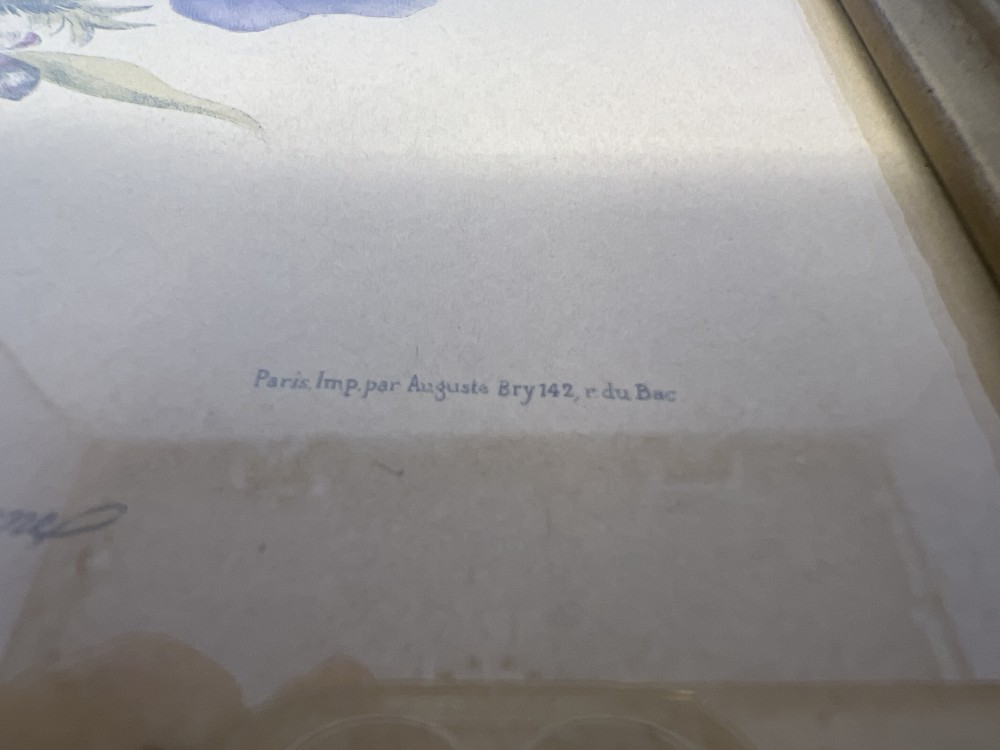 Paris, Imp. par Auguste Bry 142, r. du Bac